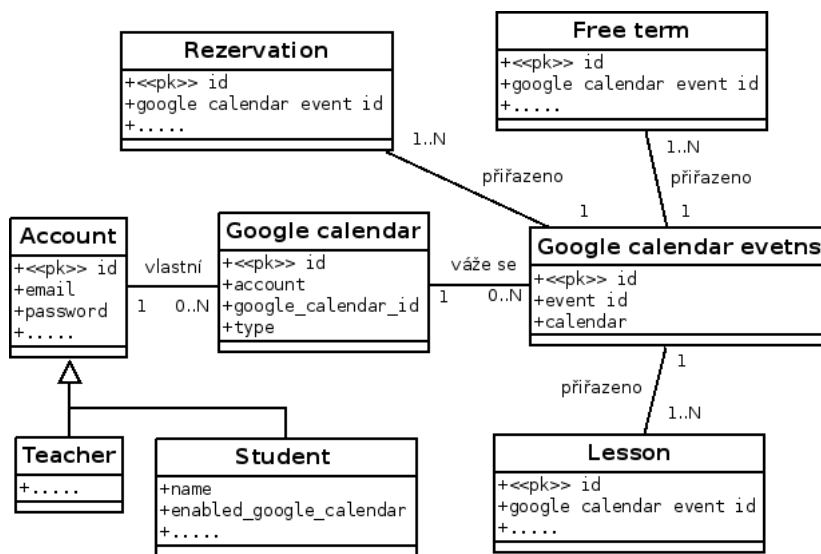 Rezervation
+<<pk>> id
+google calendar event id
+.....
Free term
+<<pk>> id
+google calendar event id
+.....
1..N
přiřazeno
1
1..N
přiřazeno
1
Account
+<<pk>> id
+email
+password
+.....
vlastní
1
0..N
Google calendar
+<<pk>> id
+account
+google_calendar_id
+type
váže se
1
0..N
Google calendar evetns
+<<pk>> id
+event id
+calendar
přiřazeno
1
1..N
Teacher
+.....
Student
+name
+enabled_google_calendar
+.....
Lesson
+<<pk>> id
+google calendar event id
+.....